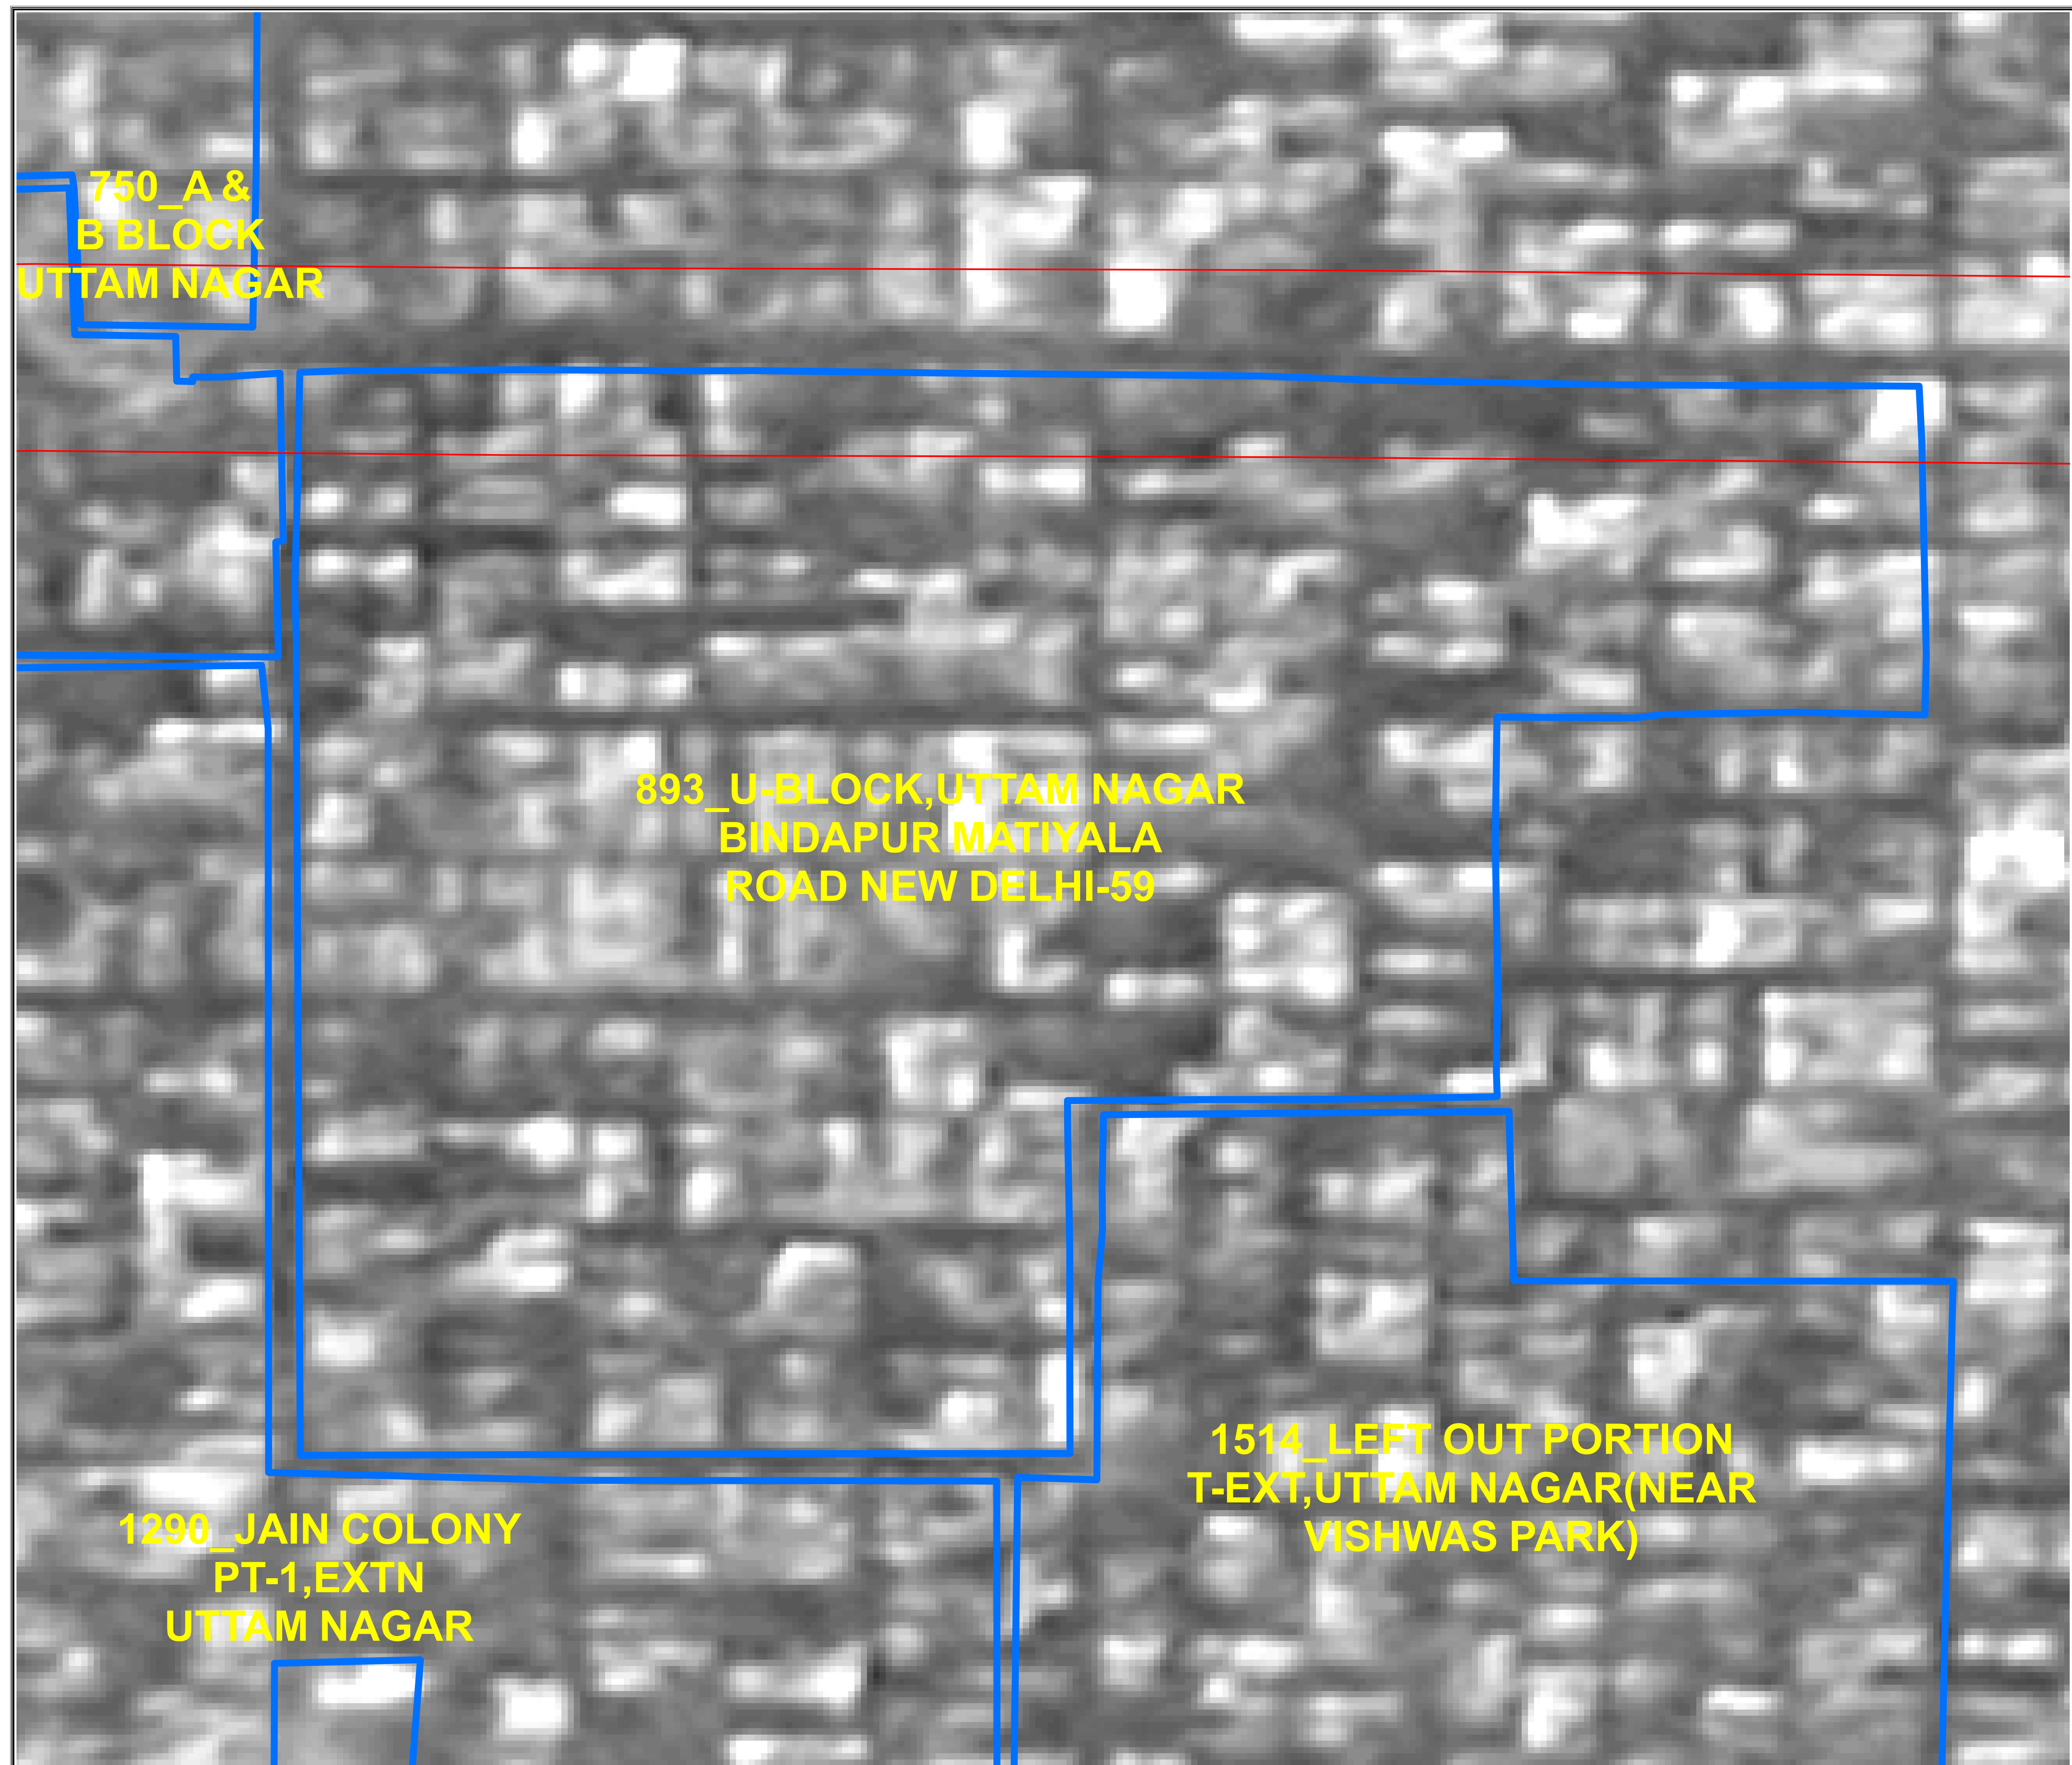 750_A &
B BLOCK
UTTAM NAGAR
893_U-BLOCK,UTTAM NAGAR
BINDAPUR MATIYALA
ROAD NEW DELHI-59
1514_LEFT OUT PORTION
T-EXT,UTTAM NAGAR(NEAR
VISHWAS PARK)
1290_JAIN COLONY
PT-1,EXTN
UTTAM NAGAR